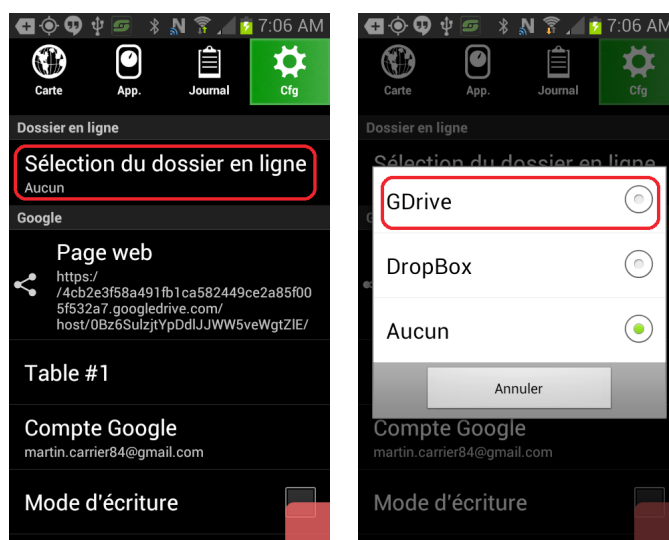 7:06 AM
Carte
App.
Journal
Cfg
Dossier en ligne
Sélection du dossier en ligne
Aucun
Google
Page web
https:/
/4cb2e3f58a491fb1ca582449ce2a85f00
5f532a7.googledrive.com/
host/0Bz6SulzjtYpDdlJJWW5veWgtZlE/
Table #1
Compte Google
martin.carrier84@gmail.com
Mode d'écriture
7:06 AM
Carte
App.
Journal
Cfg
Dossier en ligne
Sélection du dossier en ligne
GDrive
DropBox
Aucun
Annuler
Compte Google
martin.carrier84@gmail.com
Mode d'écriture